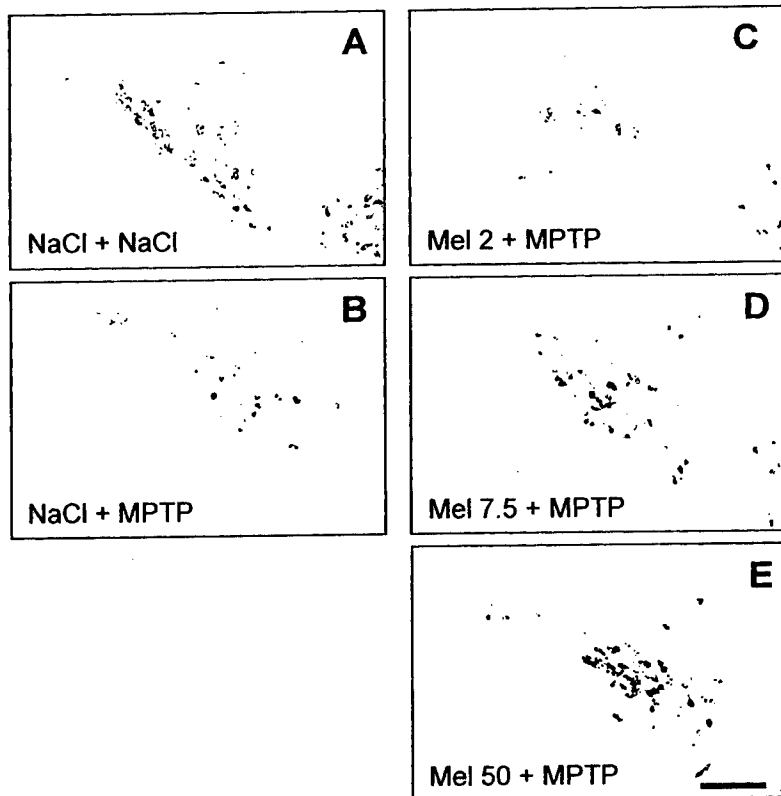 A
NaCl + NaCl
B
NaCl + MPTP
C
Mel 2 + MPTP
D
Mel 7.5 + MPTP
E
Mel 50 + MPTP